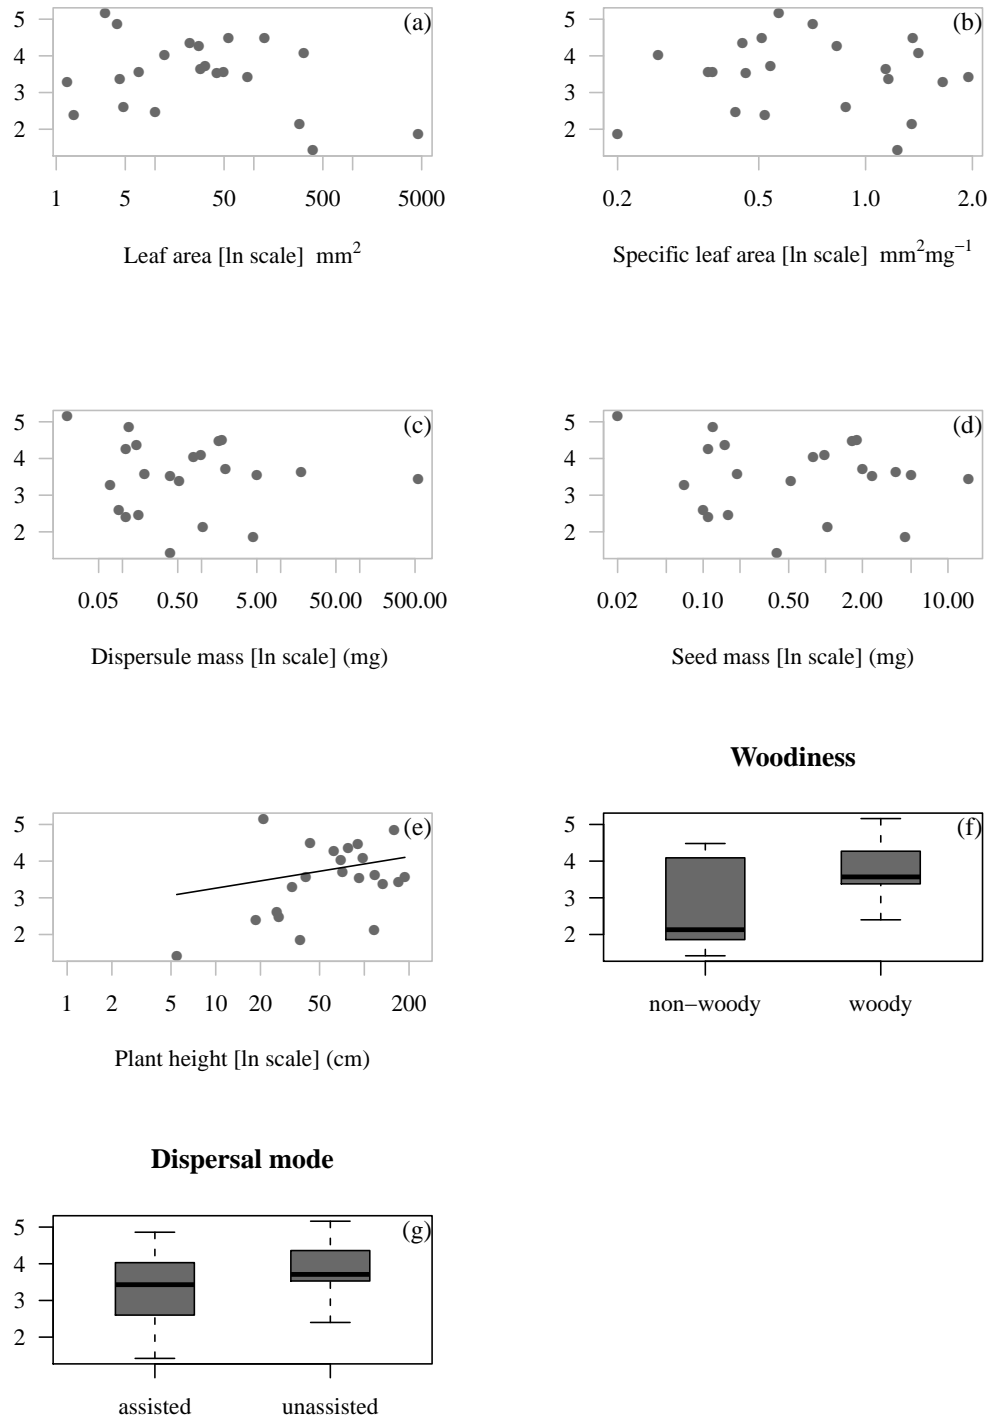 (a)
5
4
3
2
1 5 50 500 5000
Leaf area [ln scale] mm²
(b)
0.2 0.5 1.0 2.0
Specific leaf area [ln scale] mm²mg⁻¹
(c)
5
4
3
2
0.05 0.50 5.00 50.00 500.00
Dispersule mass [ln scale] (mg)
(d)
5
4
3
2
0.02 0.10 0.50 2.00 10.00
Seed mass [ln scale] (mg)
(e)
5
4
3
2
1 2 5 10 20 50 200
Plant height [ln scale] (cm)
Woodiness
(f)
5
4
3
2
non−woody woody
Dispersal mode
(g)
5
4
3
2
assisted unassisted